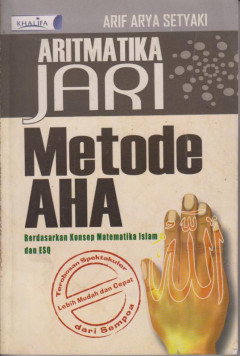 KHALIFA
ARIF ARYA SETYAKI
ARITMATIKA
JARI
Metode
AHA
Berdasarkan Konsep Matematika Islam
dan ESQ
Terobosan Spektakuler
Lebih Mudah dan Cepat
dari Sempoa
الله